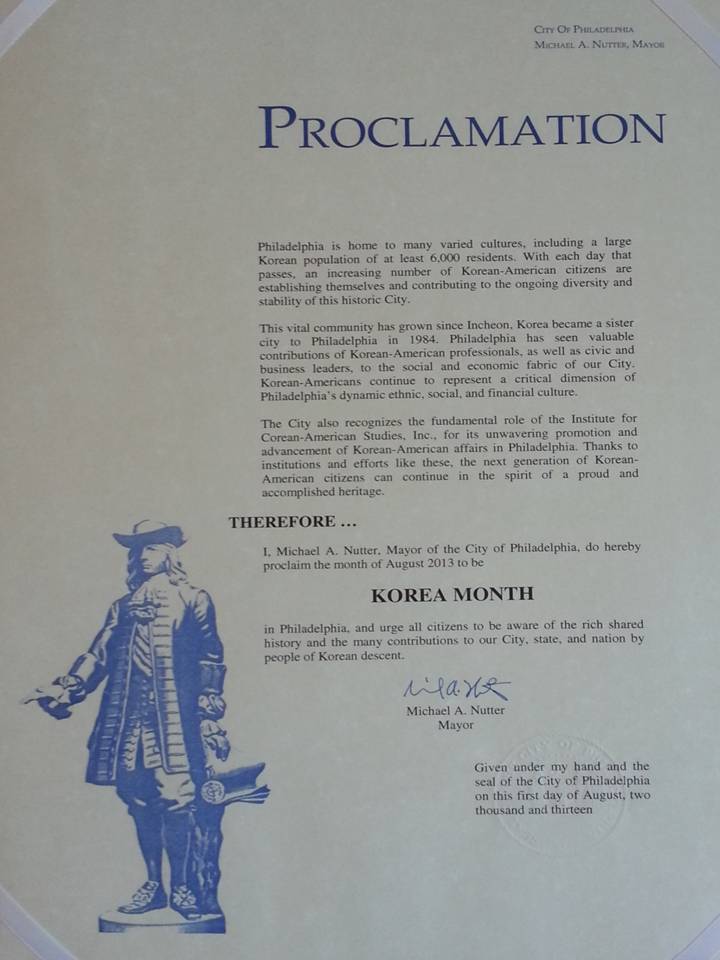 City Of Philadelphia
Michael A. Nutter, Mayor
Proclamation
Philadelphia is home to many varied cultures, including a large
Korean population of at least 6,000 residents. With each day that
passes, an increasing number of Korean-American citizens are
establishing themselves and contributing to the ongoing diversity and
stability of this historic City.
This vital community has grown since Incheon, Korea became a sister
city to Philadelphia in 1984. Philadelphia has seen valuable
contributions of Korean-American professionals, as well as civic and
business leaders, to the social and economic fabric of our City.
Korean-Americans continue to represent a critical dimension of
Philadelphia's dynamic ethnic, social, and financial culture.
The City also recognizes the fundamental role of the Institute for
Corean-American Studies, Inc., for its unwavering promotion and
advancement of Korean-American affairs in Philadelphia. Thanks to
institutions and efforts like these, the next generation of Korean-
American citizens can continue in the spirit of a proud and
accomplished heritage.
THEREFORE ...
I, Michael A. Nutter, Mayor of the City of Philadelphia, do hereby
proclaim the month of August 2013 to be
KOREA MONTH
in Philadelphia, and urge all citizens to be aware of the rich shared
history and the many contributions to our City, state, and nation by
people of Korean descent.
Michael A. Nutter
Mayor
Given under my hand and the
seal of the City of Philadelphia
on this first day of August, two
thousand and thirteen